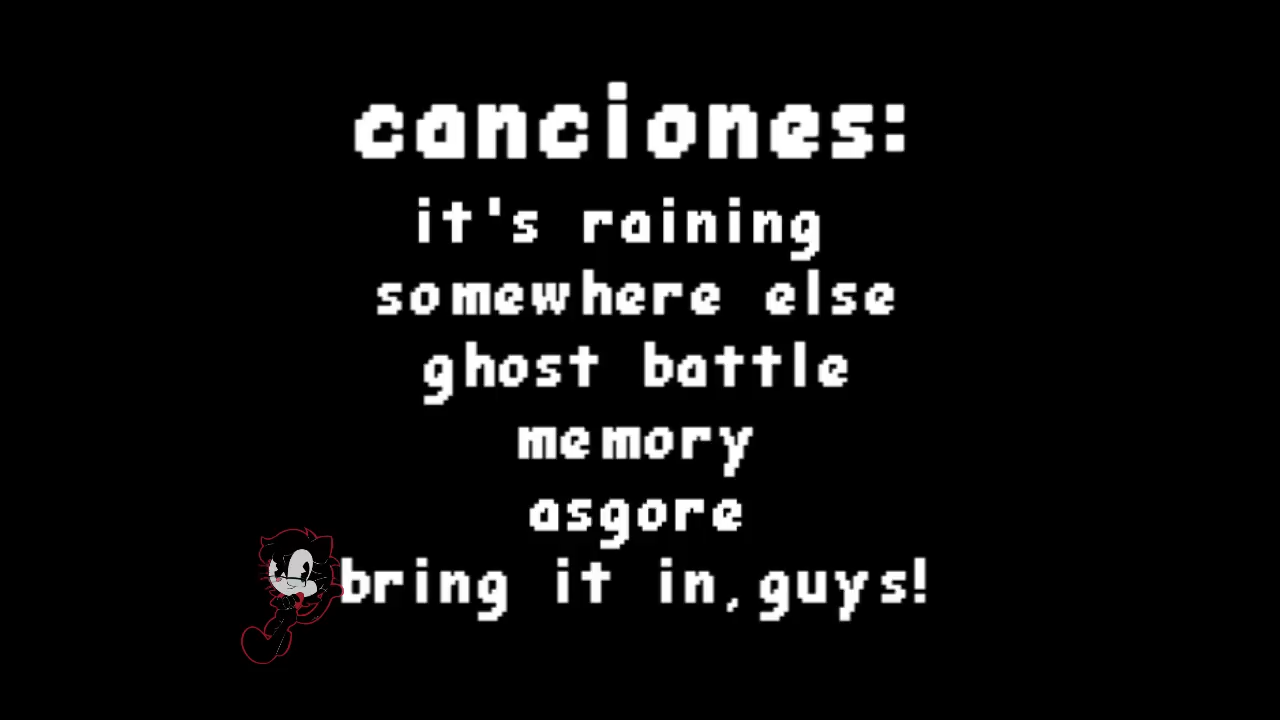 canciones:
it's raining
somewhere else
ghost battle
memory
asgore
bring it in,guys!